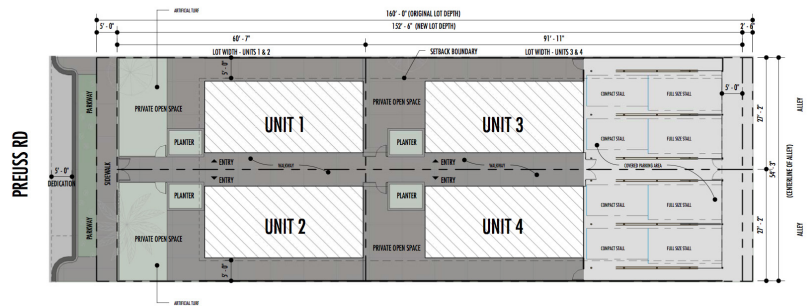 ARTIFICIAL TURF
160' - 0" (ORIGINAL LOT DEPTH)
5' - 0"
152' - 6" (NEW LOT DEPTH)
2' - 6"
60' - 7"
91' - 11"
LOT WIDTH - UNITS 1 & 2
SETBACK BOUNDARY
LOT WIDTH - UNITS 3 & 4
5' - 0"
PREUSS RD
5' - 0"
DEDICATION
PARKWAY
PARKWAY
SIDEWALK
PRIVATE OPEN SPACE
UNIT 1
PRIVATE OPEN SPACE
UNIT 3
COMPACT STALL
FULL SIZE STALL
5' - 0"
27' - 2"
ALLEY
PLANTER
PLANTER
COMPACT STALL
FULL SIZE STALL
ENTRY
WALKWAY
ENTRY
WALKWAY
COVERED PARKING AREA
54' - 3"
(CENTERLINE OF ALLEY)
ENTRY
ENTRY
PLANTER
PLANTER
COMPACT STALL
FULL SIZE STALL
UNIT 2
UNIT 4
27' - 2"
ALLEY
PRIVATE OPEN SPACE
PRIVATE OPEN SPACE
COMPACT STALL
FULL SIZE STALL
5' - 0"
ARTIFICIAL TURF